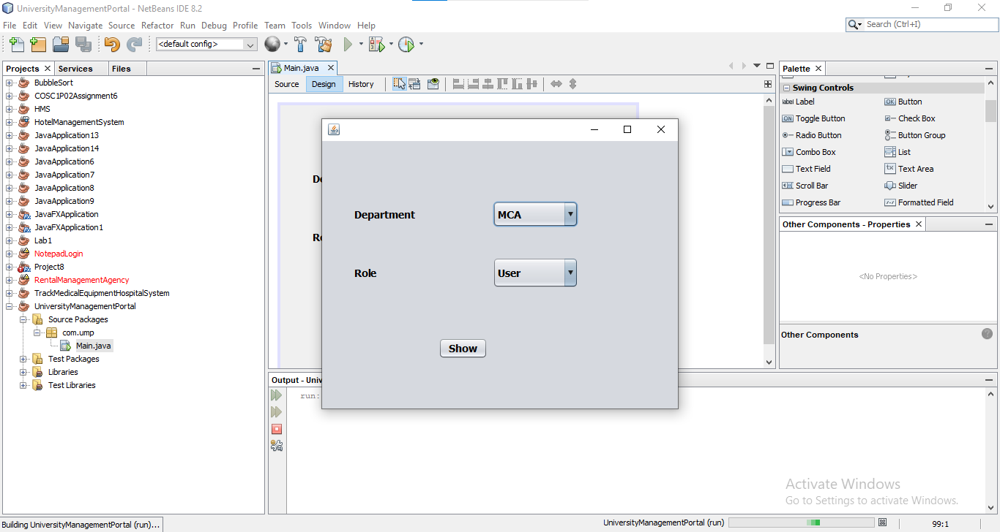 UniversityManagementPortal - NetBeans IDE 8.2
File Edit View Navigate Source Refactor Run Debug Profile Team Tools Window Help
Search (Ctrl+I)
<default config>
Projects Services Files
BubbleSort
COSC1P02Assignment6
HMS
HotelManagementSystem
JavaApplication13
JavaApplication14
JavaApplication6
JavaApplication7
JavaApplication8
JavaApplication9
JavaFXApplication
JavaFXApplication1
Lab1
NotepadLogin
Project8
RentalManagementAgency
TrackMedicalEquipmentHospitalSystem
UniversityManagementPortal
Source Packages
com.ump
Main.java
Test Packages
Libraries
Test Libraries
Main.java
Source Design History
Department MCA
Role User
Show
Output - Univ
run:
Palette
Swing Controls
label Label OK Button
ON Toggle Button Check Box
Radio Button Button Group
Combo Box List
Text Field Text Area
Scroll Bar Slider
Progress Bar Formatted Field
Other Components - Properties
<No Properties>
Other Components
Activate Windows
Go to Settings to activate Windows.
Building UniversityManagementPortal (run)...
UniversityManagementPortal (run)
99:1